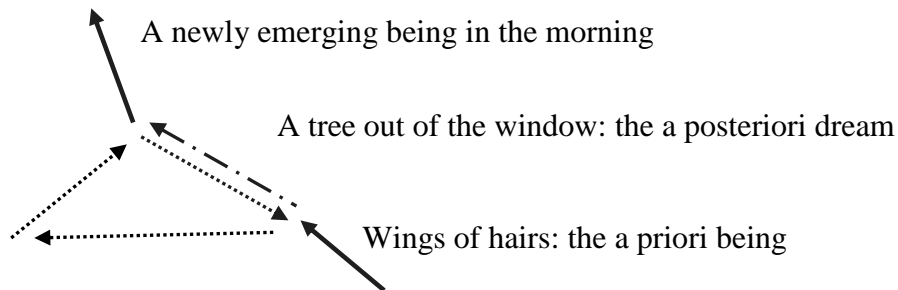 A newly emerging being in the morning
A tree out of the window: the a posteriori dream
Wings of hairs: the a priori being